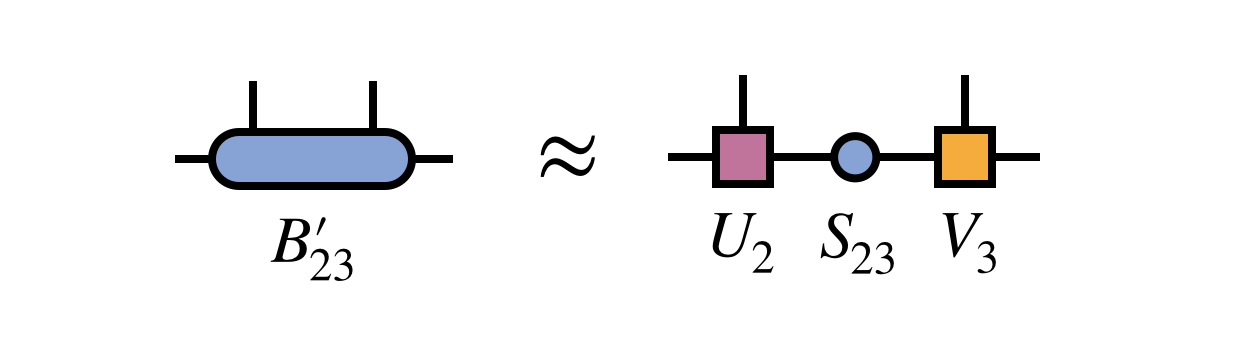 ≈
B′₂₃ U₂ S₂₃ V₃